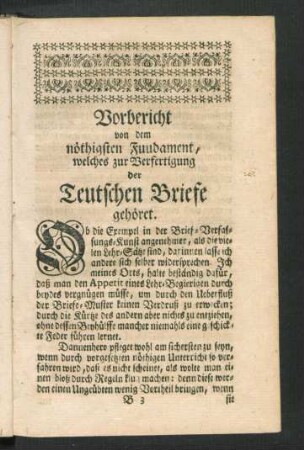 Vorbericht
von dem
nöthigsten Fundament,
welches zur Verfertigung
der
Teutschen Briefe
gehöret.
Ob die Exempel in der Brief-Verfas-
sungs-Kunst angenehmer, als die vie-
len Lehr-Sätze sind, darinnen lasse ich
andere sich selber widersprechen. Ich
meines Orts, halte beständig dafür,
daß man den Appetit eines Lehr-Begierigen durch
beydes vergnügen müsse, um durch den Ueberfluß
der Briefe-Muster keinen Verdruß zu erwecken;
durch die Kürtze des andern aber nichts zu entziehen,
ohne dessen Beyhülffe mancher niemahls eine geschick-
te Feder führen lernet.
Dannenhero pfleget wohl am sichersten zu seyn,
wenn durch vorgesetzten nöthigen Unterricht so ver-
fahren wird, daß es nicht scheinet, als wolte man ei-
nen bloß durch Regeln klug machen: denn diese wer-
den einen Ungeübten wenig Vortheil bringen, wenn
B 3 sie